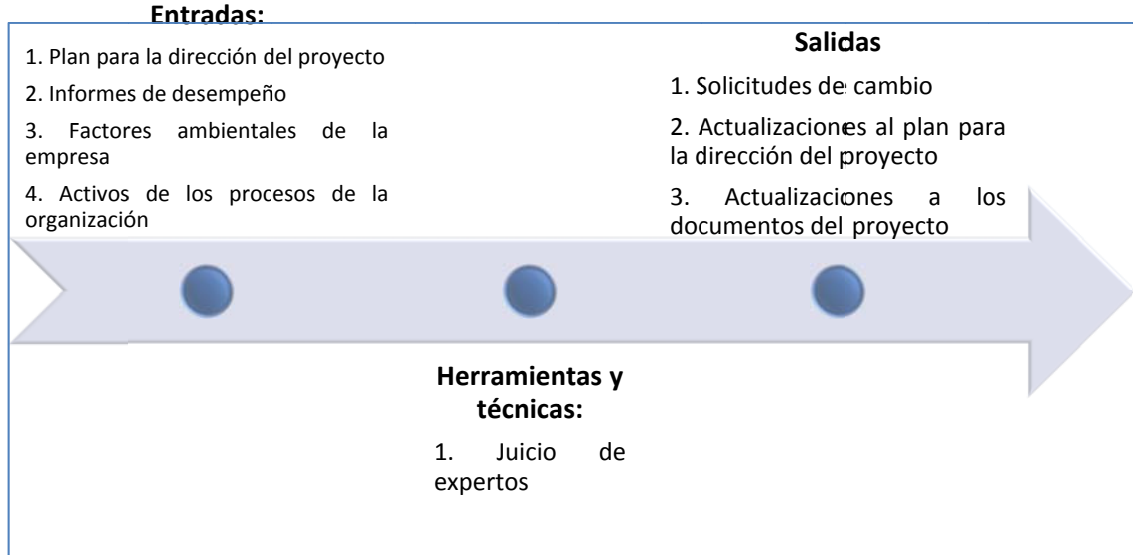 Entradas:
1. Plan para la dirección del proyecto
2. Informes de desempeño
3. Factores ambientales de la
empresa
4. Activos de los procesos de la
organización
Salidas
1. Solicitudes de cambio
2. Actualizaciones al plan para
la dirección del proyecto
3. Actualizaciones a los
documentos del proyecto
Herramientas y
técnicas:
1. Juicio de
expertos